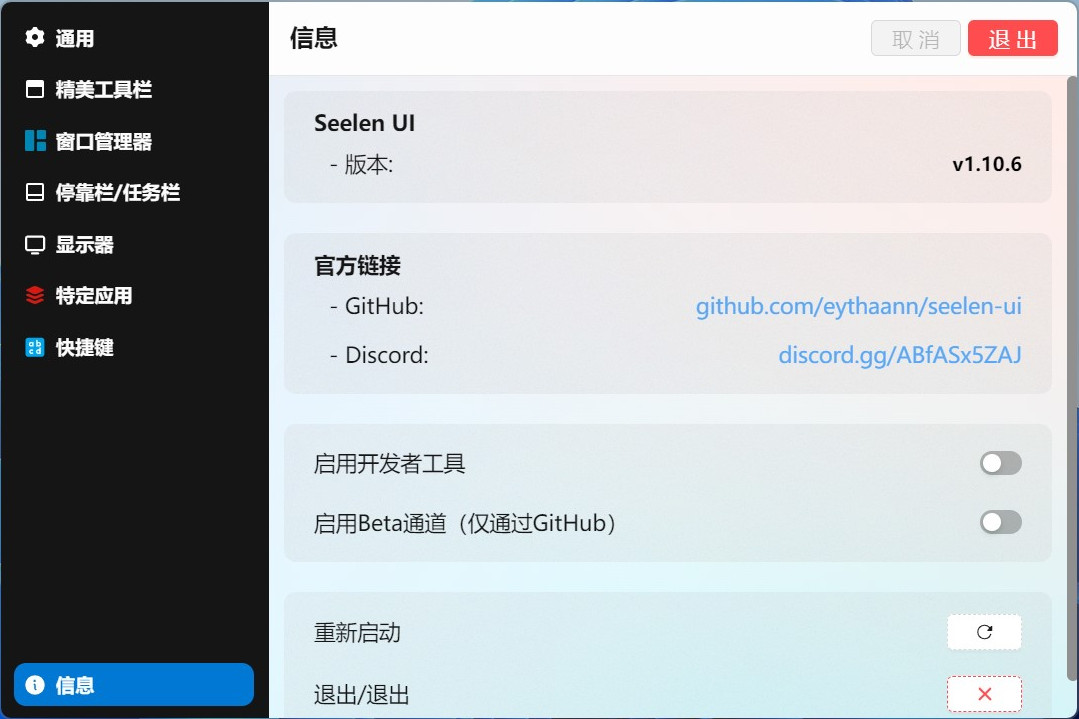 通用
精美工具栏
窗口管理器
停靠栏/任务栏
显示器
特定应用
快捷键
信息
信息
取消
退出
Seelen UI
- 版本:
v1.10.6
官方链接
- GitHub:
github.com/eythaann/seelen-ui
- Discord:
discord.gg/ABfASx5ZAJ
启用开发者工具
启用Beta通道（仅通过GitHub）
重新启动
退出/退出